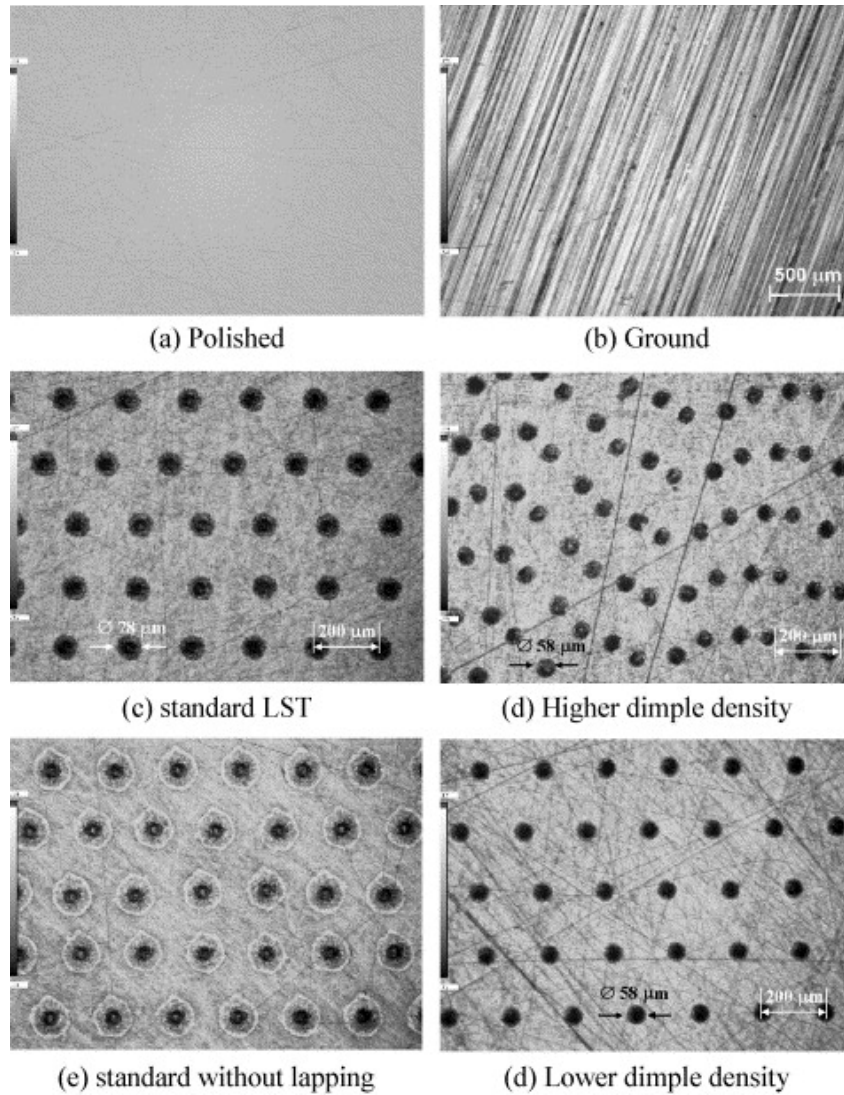 (a) Polished
500 μm
(b) Ground
∅ 78 μm
200 μm
(c) standard LST
∅ 58 μm
200 μm
(d) Higher dimple density
(e) standard without lapping
∅ 58 μm
200 μm
(d) Lower dimple density